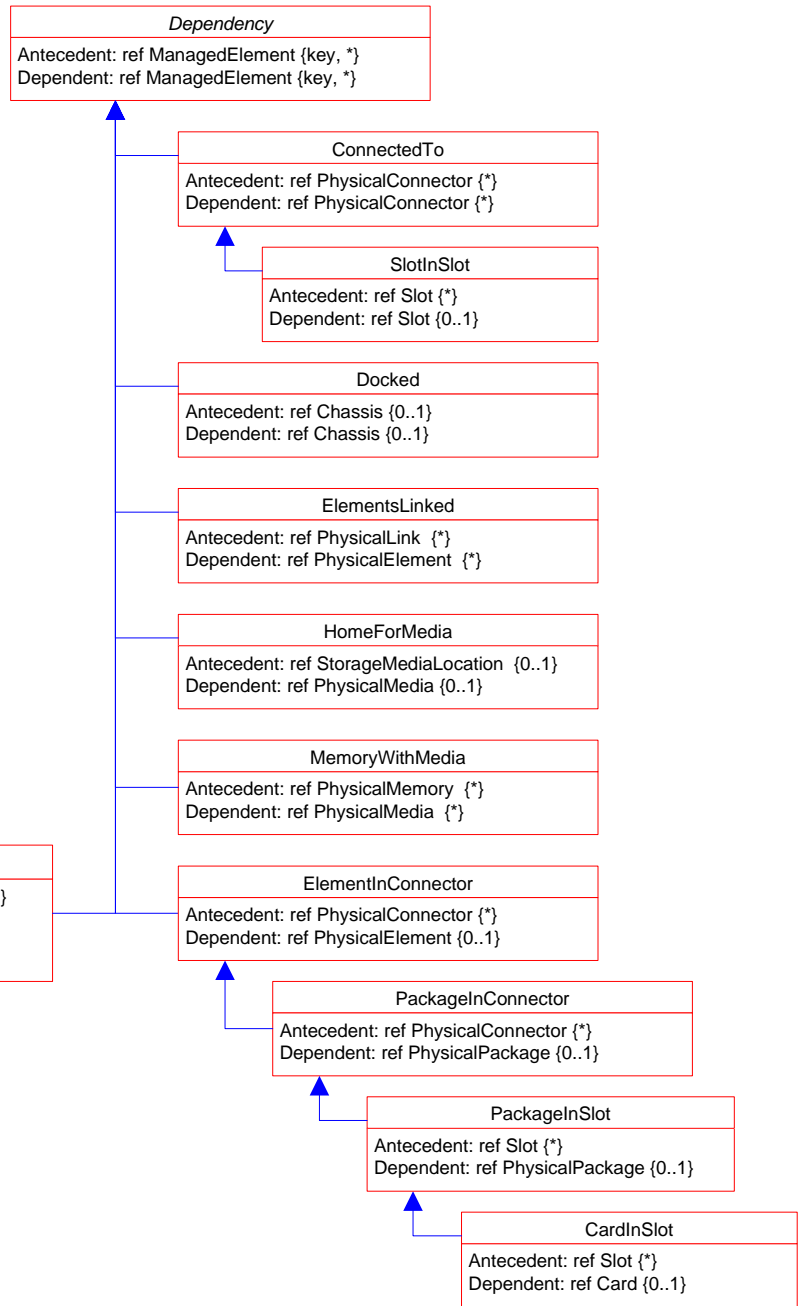 Dependency
Antecedent: ref ManagedElement {key, *}
Dependent: ref ManagedElement {key, *}
ConnectedTo
Antecedent: ref PhysicalConnector {*}
Dependent: ref PhysicalConnector {*}
SlotInSlot
Antecedent: ref Slot {*}
Dependent: ref Slot {0..1}
Docked
Antecedent: ref Chassis {0..1}
Dependent: ref Chassis {0..1}
ElementsLinked
Antecedent: ref PhysicalLink {*}
Dependent: ref PhysicalElement {*}
HomeForMedia
Antecedent: ref StorageMediaLocation {0..1}
Dependent: ref PhysicalMedia {0..1}
MemoryWithMedia
Antecedent: ref PhysicalMemory {*}
Dependent: ref PhysicalMedia {*}
}
ElementInConnector
Antecedent: ref PhysicalConnector {*}
Dependent: ref PhysicalElement {0..1}
PackageInConnector
Antecedent: ref PhysicalConnector {*}
Dependent: ref PhysicalPackage {0..1}
PackageInSlot
Antecedent: ref Slot {*}
Dependent: ref PhysicalPackage {0..1}
CardInSlot
Antecedent: ref Slot {*}
Dependent: ref Card {0..1}